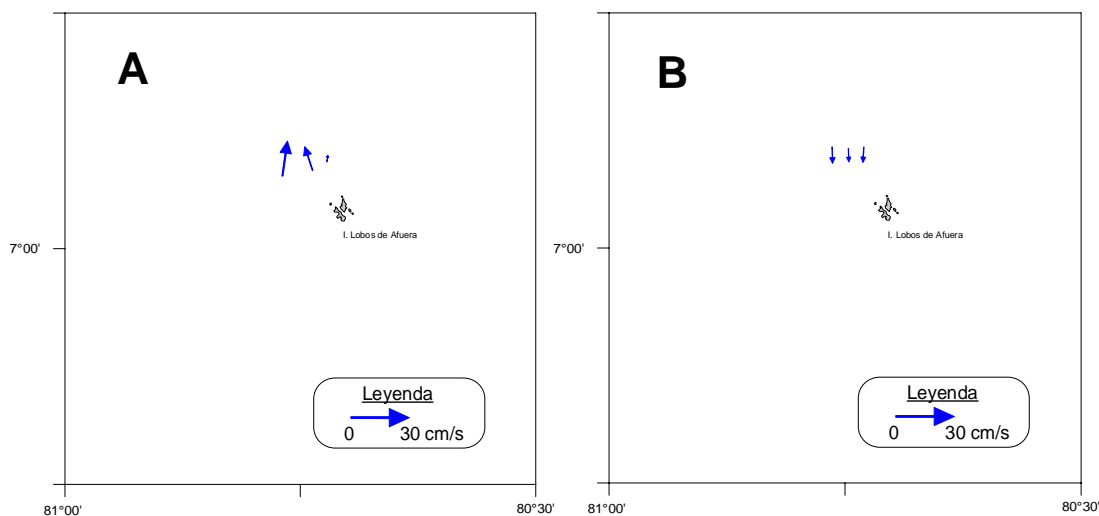 A
I. Lobos de Afuera
7°00'
Leyenda
0 30 cm/s
81°00' 80°30'
B
I. Lobos de Afuera
7°00'
Leyenda
0 30 cm/s
81°00' 80°30'